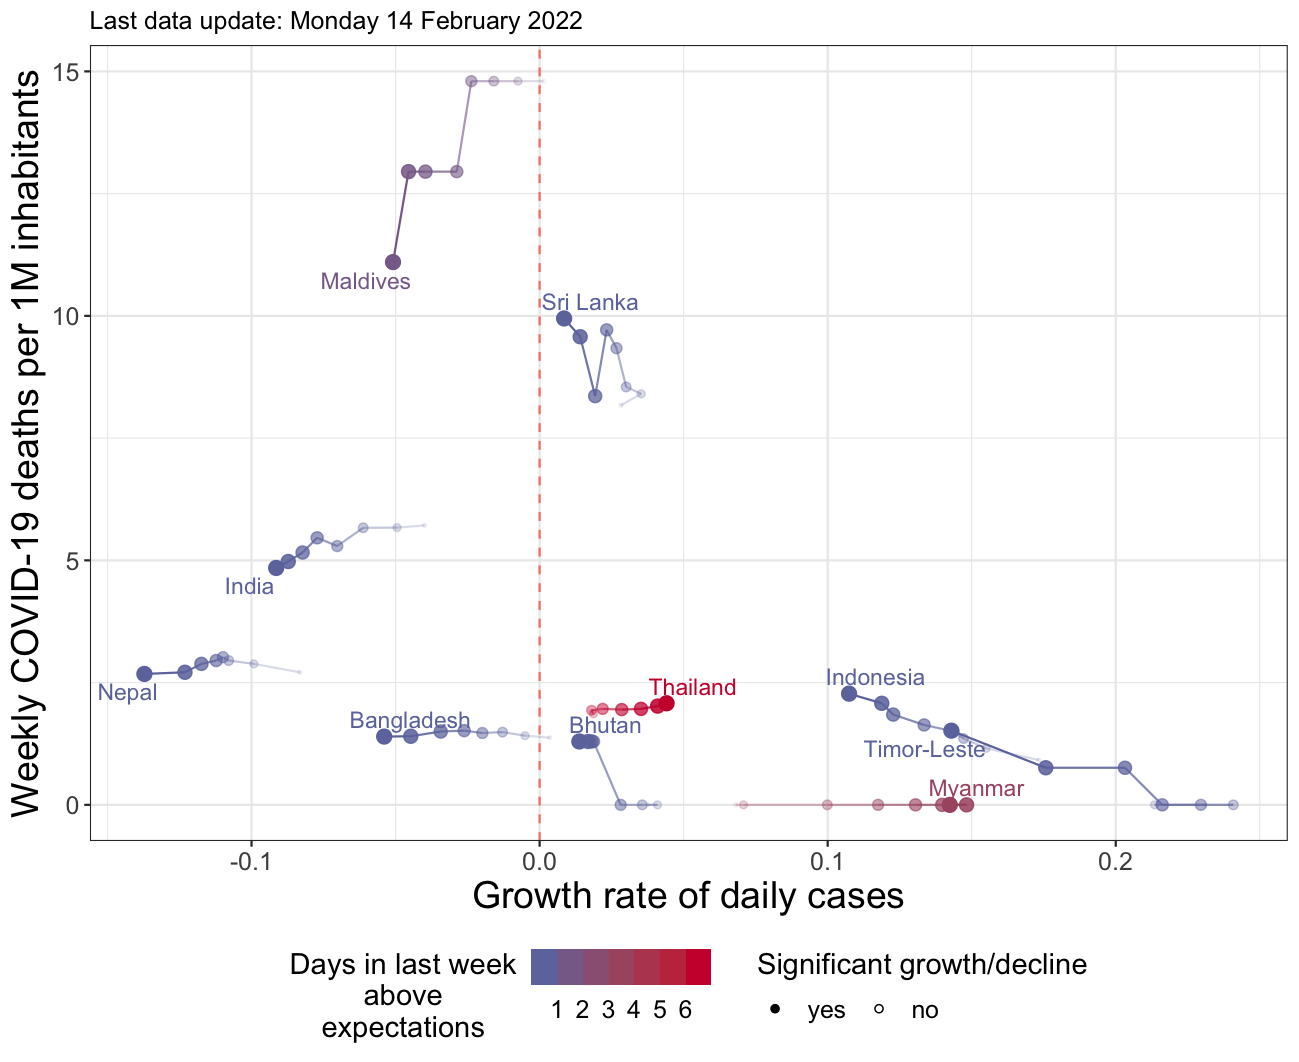 Last data update: Monday 14 February 2022
Weekly COVID-19 deaths per 1M inhabitants
15
10
5
0
Maldives
Sri Lanka
India
Nepal
Bangladesh
Thailand
Bhutan
Indonesia
Timor-Leste
Myanmar
-0.1
0.0
0.1
0.2
Growth rate of daily cases
Days in last week
above
expectations
1 2 3 4 5 6
Significant growth/decline
yes
no